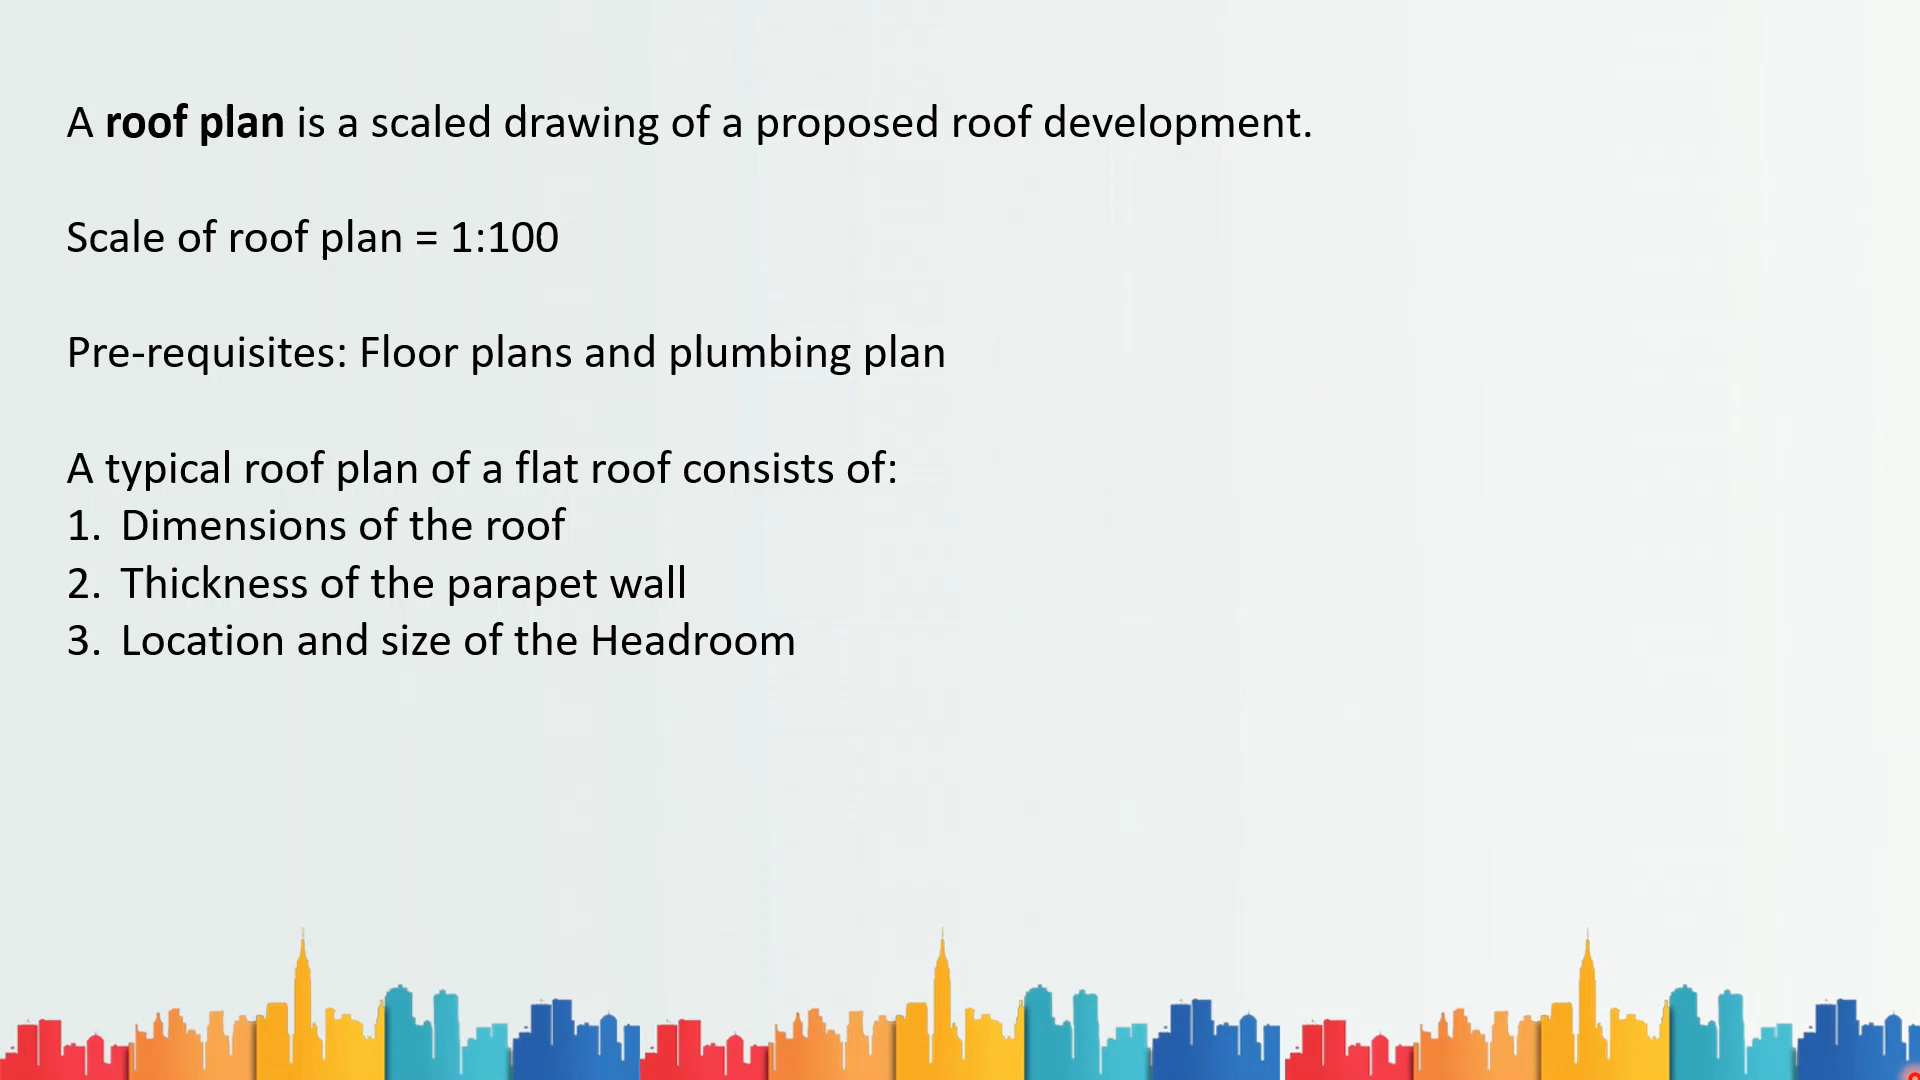 A roof plan is a scaled drawing of a proposed roof development.
Scale of roof plan = 1:100
Pre-requisites: Floor plans and plumbing plan
A typical roof plan of a flat roof consists of:
1. Dimensions of the roof
2. Thickness of the parapet wall
3. Location and size of the Headroom